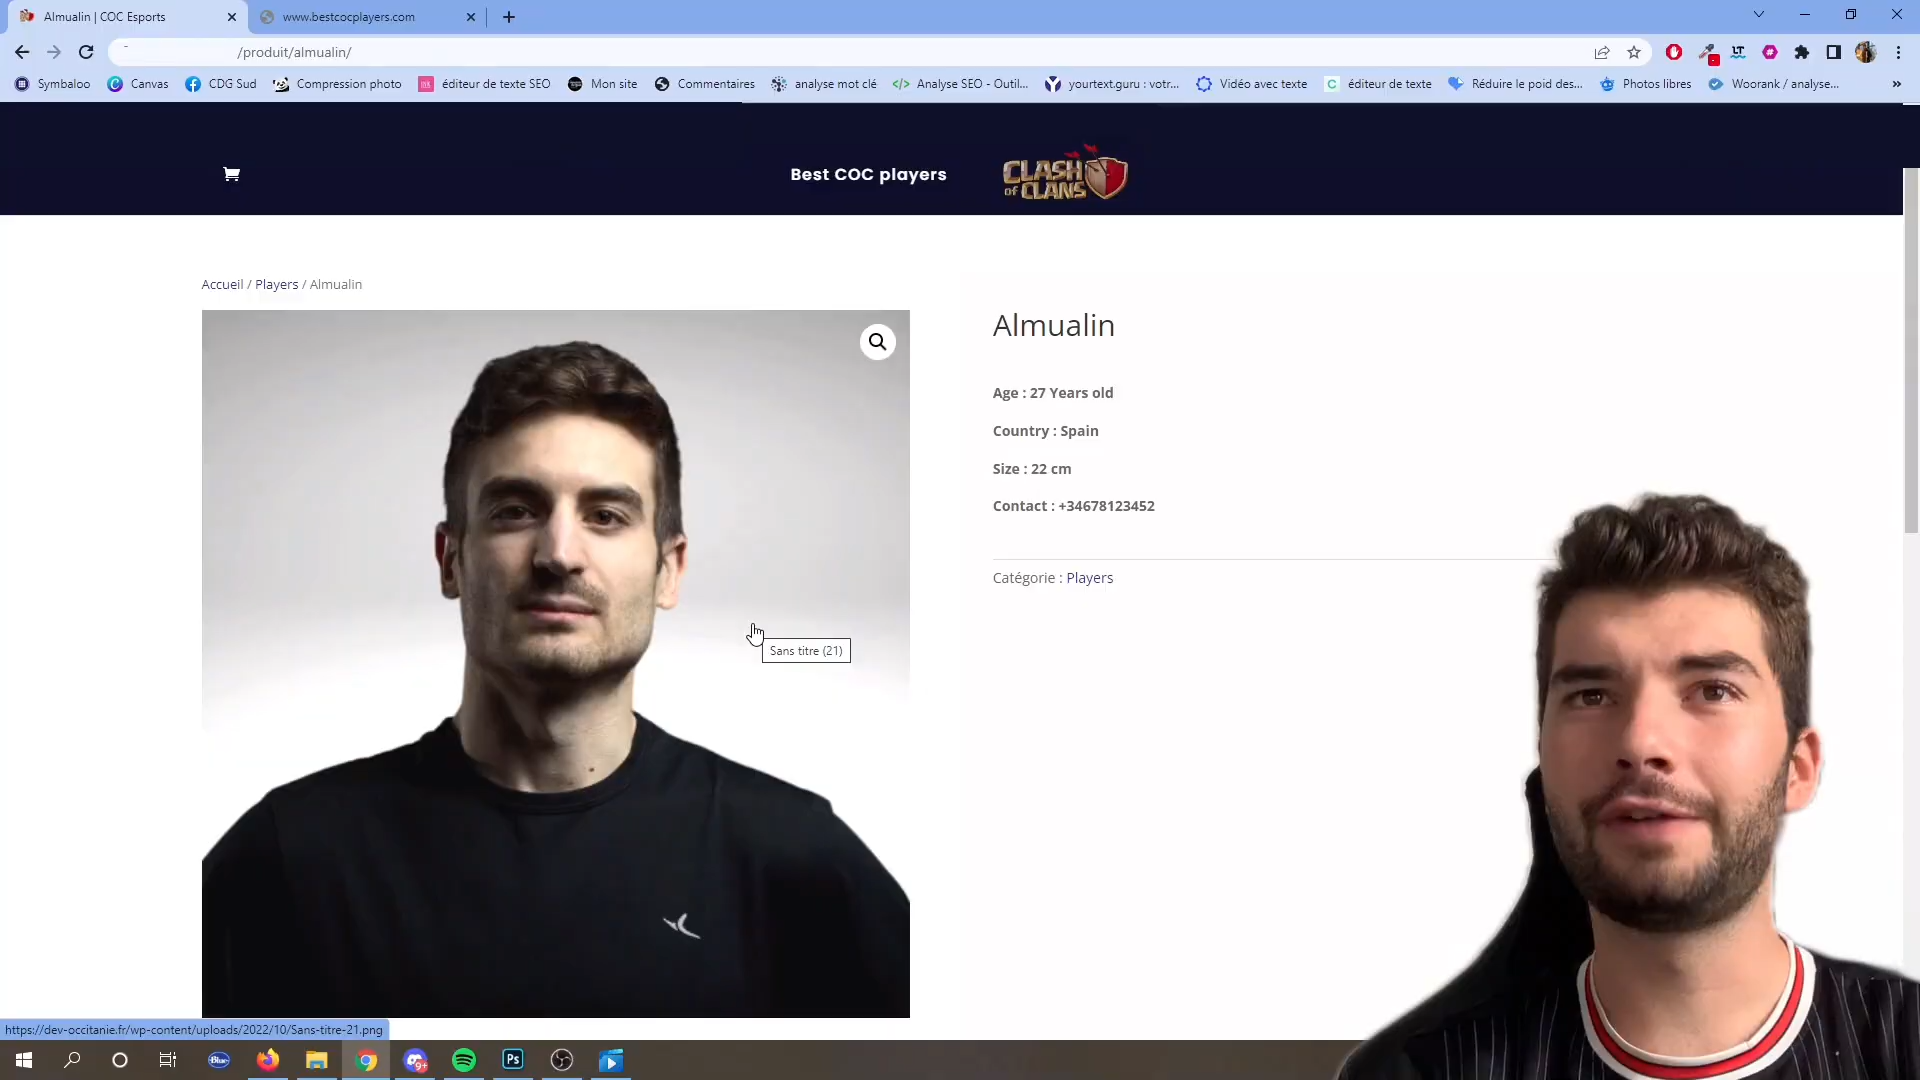 Almualin | COC Esports
www.bestcocplayers.com
/produit/almualin/
Symbaloo
Canvas
CDG Sud
Compression photo
éditeur de texte SEO
Mon site
Commentaires
analyse mot clé
Analyse SEO - Outil...
yourtext.guru : votr...
Vidéo avec texte
éditeur de texte
Réduire le poid des...
Photos libres
Woorank / analyse...
Best COC players
CLASH
OF CLANS
Accueil / Players / Almualin
Almualin
Age : 27 Years old
Country : Spain
Size : 22 cm
Contact : +34678123452
Catégorie : Players
Sans titre (21)
https://dev-occitanie.fr/wp-content/uploads/2022/10/Sans-titre-21.png
Blue
9+
Ps